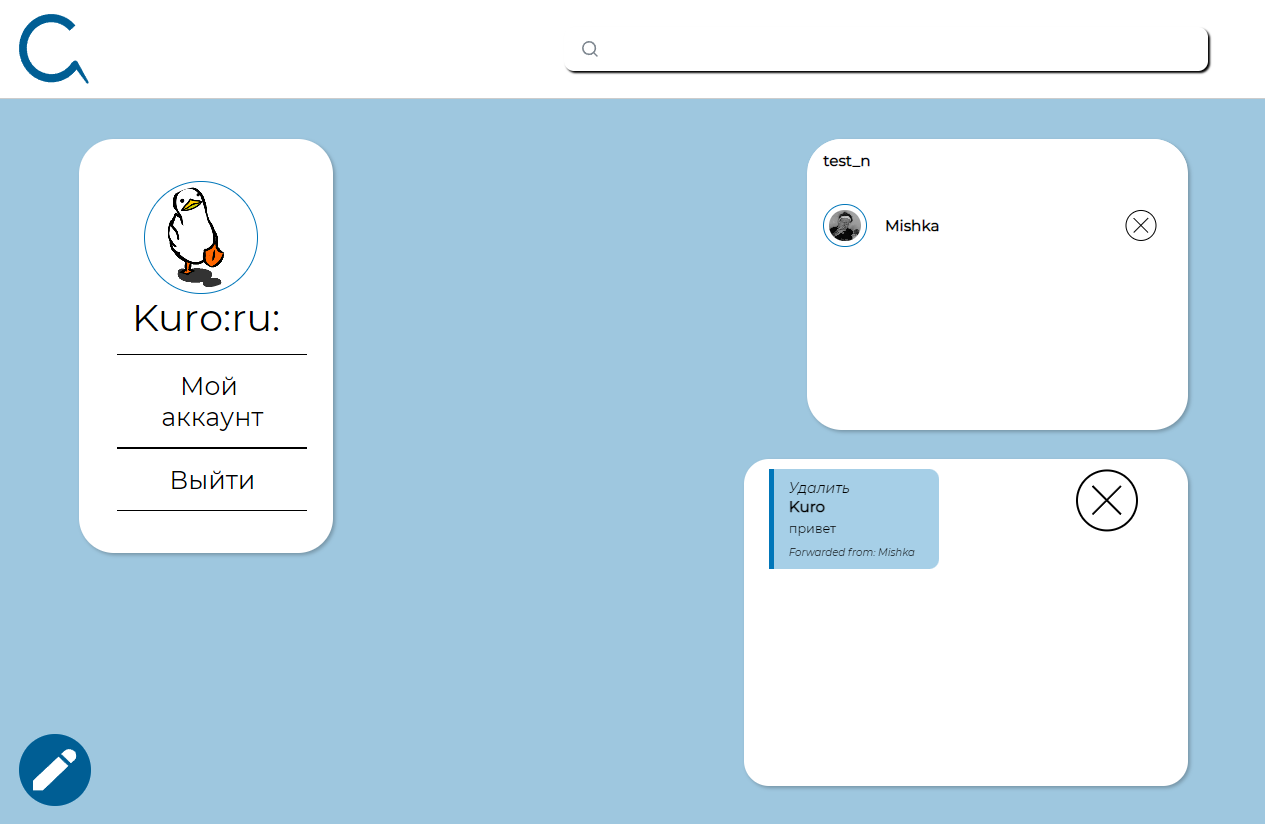 Kuro:ru:
Мой
аккаунт
Выйти
test_n
Mishka
Удалить
Kuro
привет
Forwarded from: Mishka